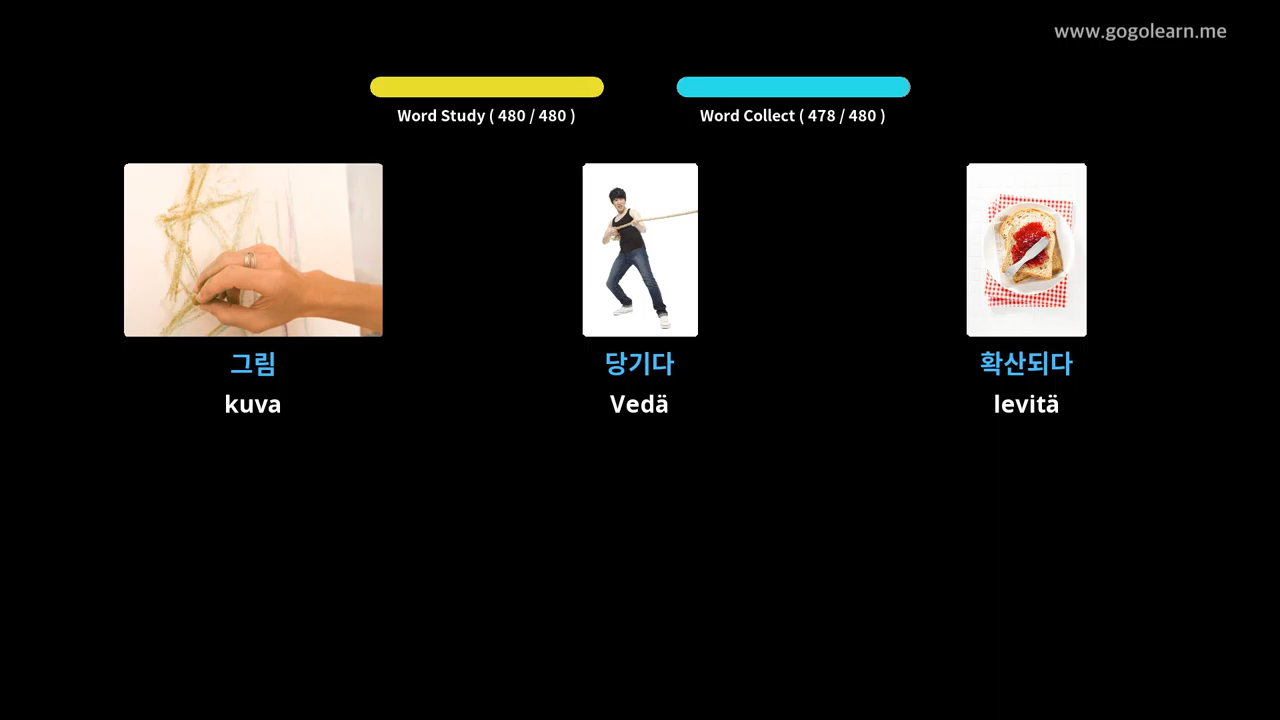 www.gogolearn.me
Word Study ( 480 / 480 )
Word Collect ( 478 / 480 )
그림
당기다
확산되다
kuva
Vedä
levitä